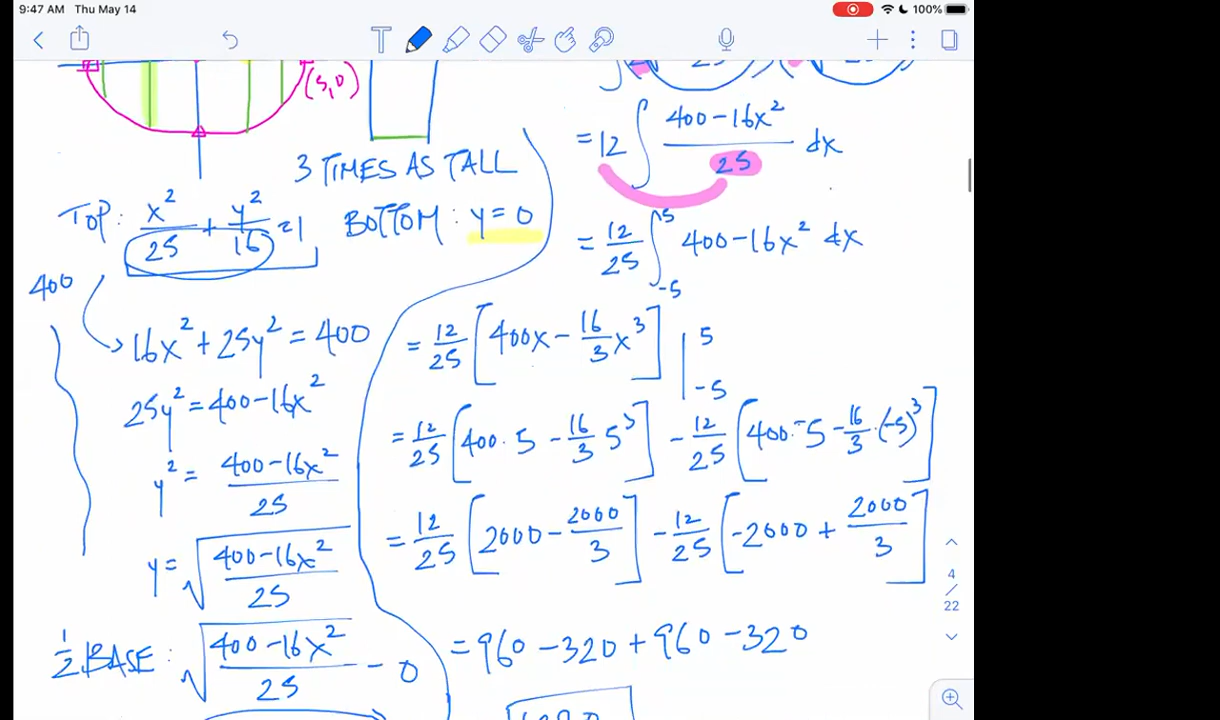 9:47 AM Thu May 14
100%
T
(5,0)
3 TIMES AS TALL
TOP: x²/25 + y²/16 = 1
BOTTOM: y = 0
400
16x² + 25y² = 400
25y² = 400 - 16x²
y² = (400 - 16x²)/25
y = √((400 - 16x²)/25)
½ BASE: √((400 - 16x²)/25) - 0
= 12 ∫ (400 - 16x²)/25 dx
= 12/25 ∫₋₅⁵ 400 - 16x² dx
= 12/25 [400x - 16/3 x³] |₋₅⁵
= 12/25 [400 · 5 - 16/3 5³] - 12/25 [400 · -5 - 16/3 · (-5)³]
= 12/25 [2000 - 2000/3] - 12/25 [-2000 + 2000/3]
= 960 - 320 + 960 - 320
4
/
22